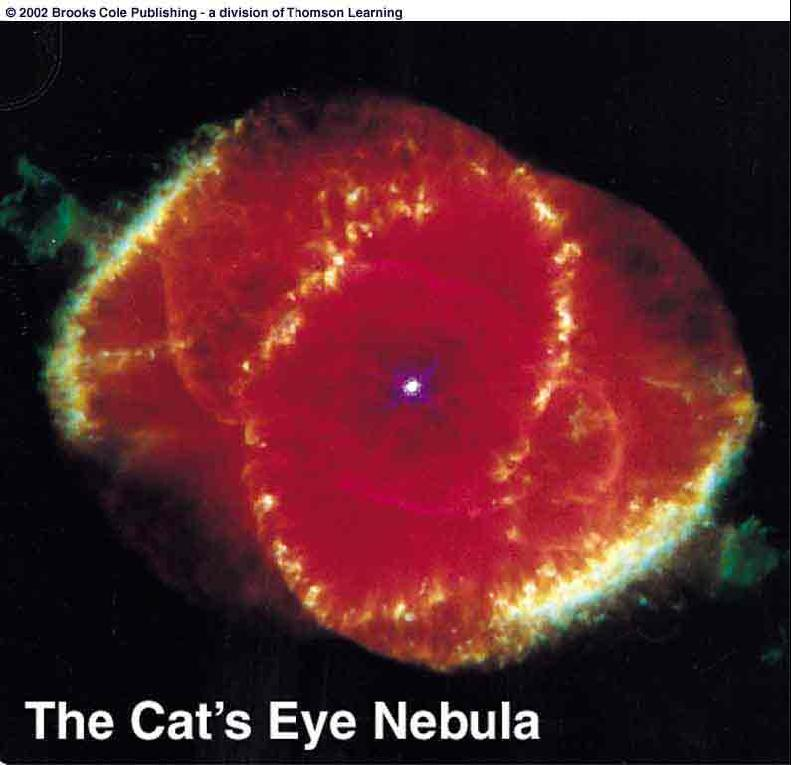 © 2002 Brooks Cole Publishing - a division of Thomson Learning
The Cat's Eye Nebula